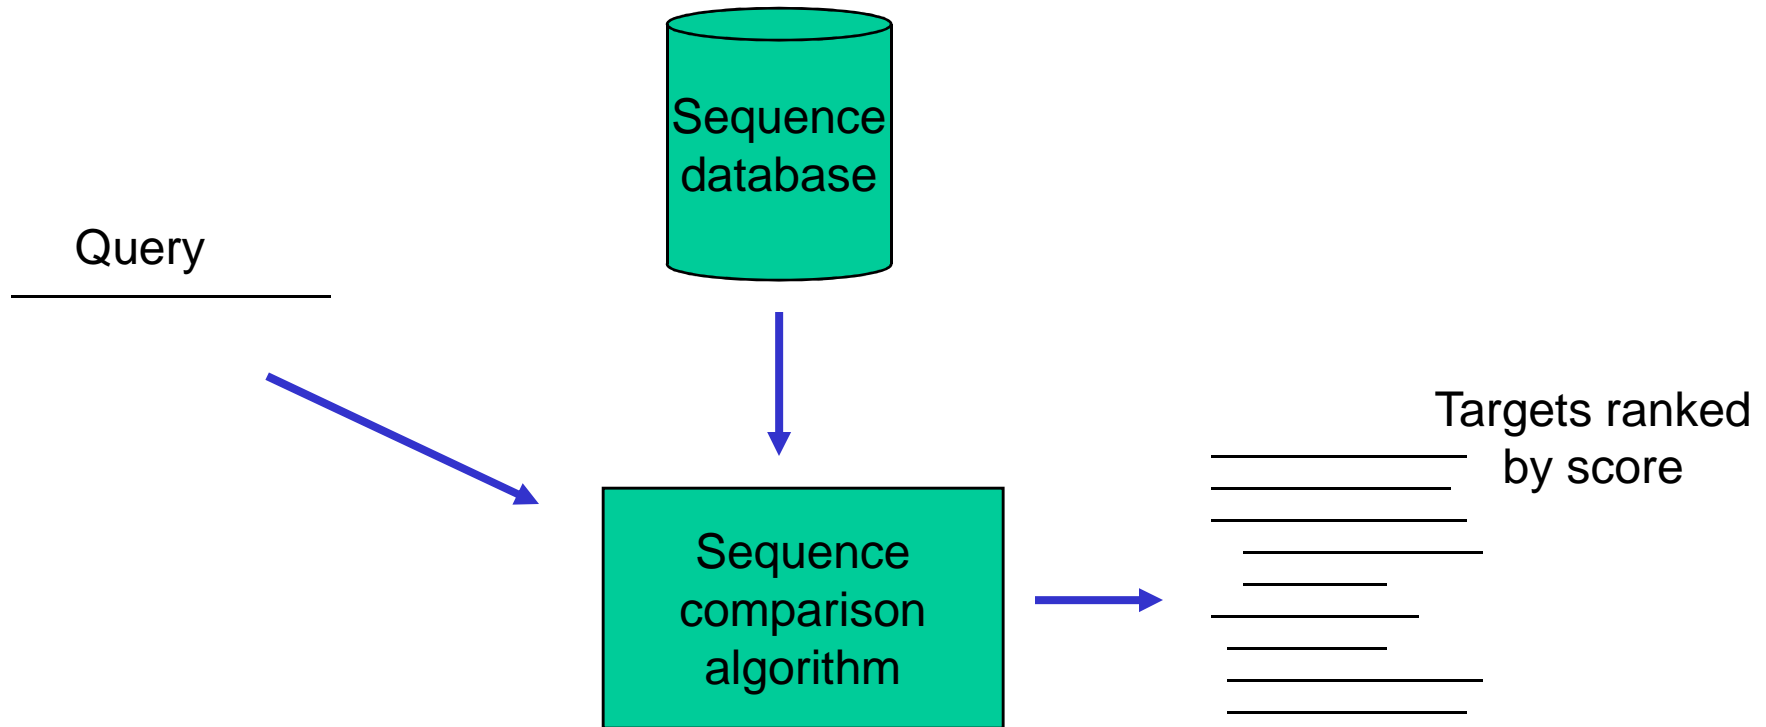 Sequence
database
Query
Targets ranked
by score
Sequence
comparison
algorithm